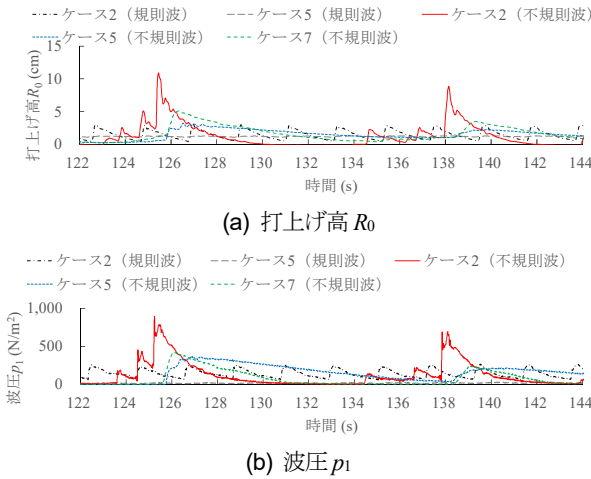 ケース2（規則波） ケース5（規則波） ケース2（不規則波）
ケース5（不規則波） ケース7（不規則波）
打上げ高R0 (cm)
15
10
5
0
122 124 126 128 130 132 134 136 138 140 142 144
時間 (s)
(a) 打上げ高 R0
ケース2（規則波） ケース5（規則波） ケース2（不規則波）
ケース5（不規則波） ケース7（不規則波）
波圧p1 (N/m²)
1,000
500
0
122 124 126 128 130 132 134 136 138 140 142 144
時間 (s)
(b) 波圧 p1